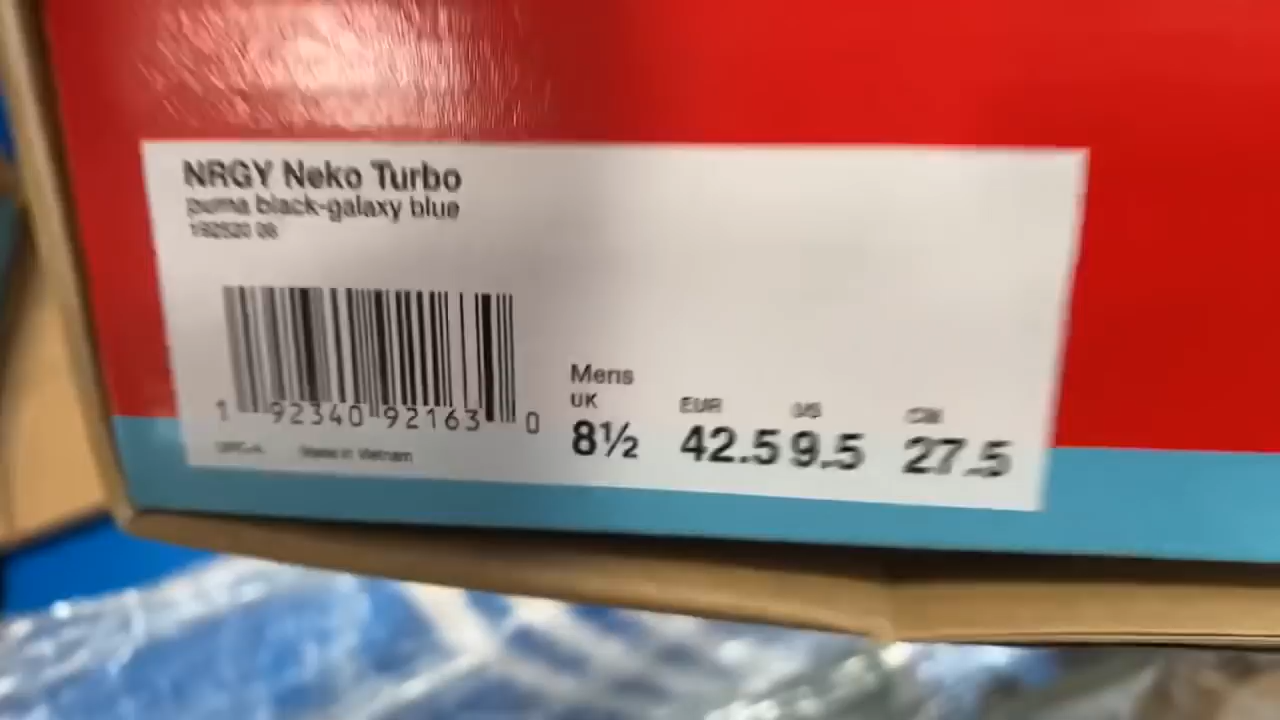 NRGY Neko Turbo
puma black-galaxy blue
Mens
UK EUR US CM
8½ 42.5 9.5 27.5
1 92340 92163 0
Made in Vietnam